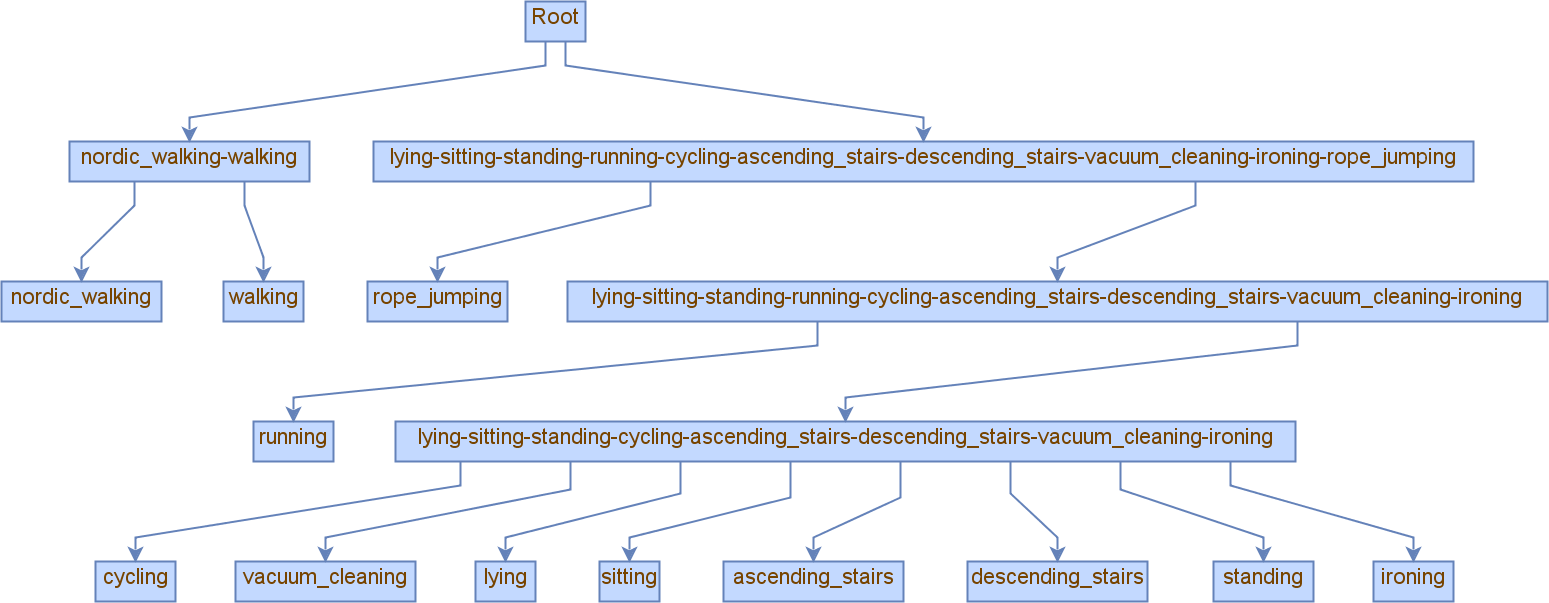 Root
nordic_walking-walking
lying-sitting-standing-running-cycling-ascending_stairs-descending_stairs-vacuum_cleaning-ironing-rope_jumping
nordic_walking
walking
rope_jumping
lying-sitting-standing-running-cycling-ascending_stairs-descending_stairs-vacuum_cleaning-ironing
running
lying-sitting-standing-cycling-ascending_stairs-descending_stairs-vacuum_cleaning-ironing
cycling
vacuum_cleaning
lying
sitting
ascending_stairs
descending_stairs
standing
ironing